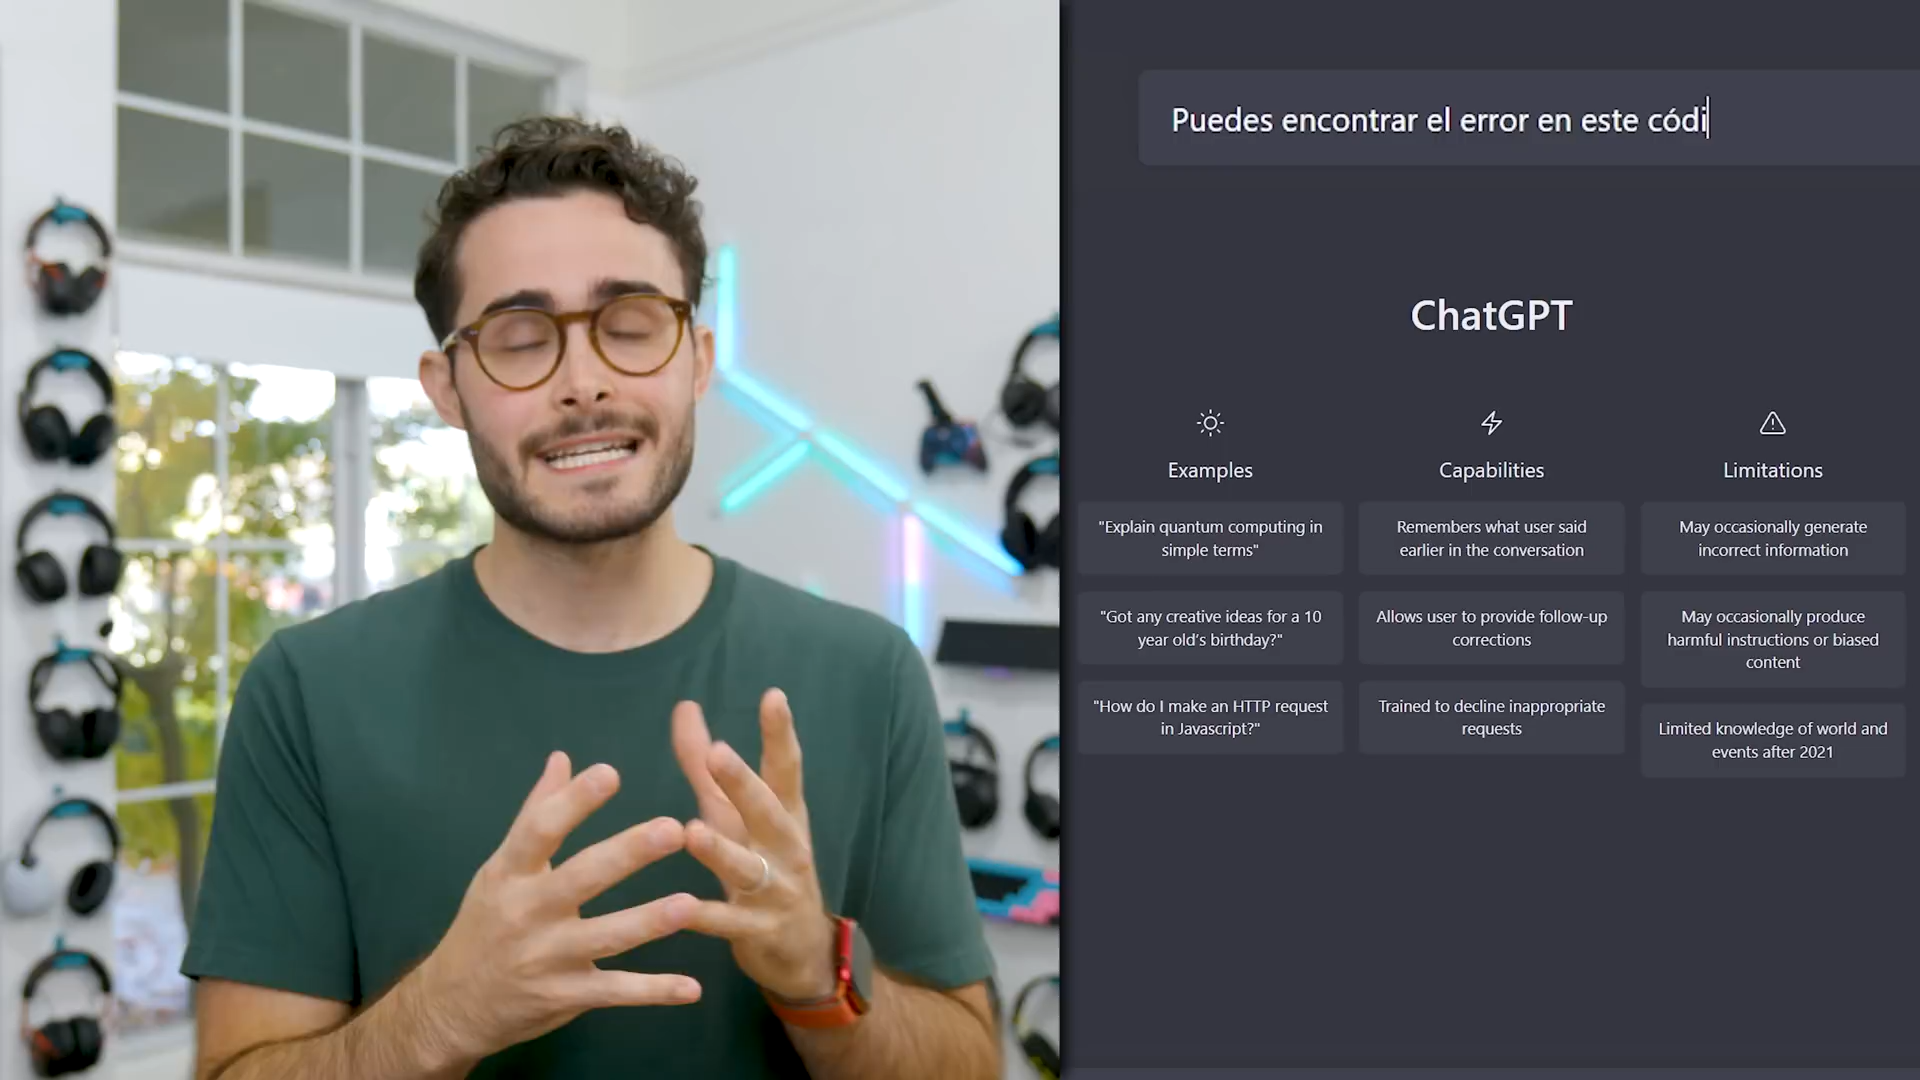 Puedes encontrar el error en este códi
ChatGPT
Examples
"Explain quantum computing in
simple terms"
"Got any creative ideas for a 10
year old's birthday?"
"How do I make an HTTP request
in Javascript?"
Capabilities
Remembers what user said
earlier in the conversation
Allows user to provide follow-up
corrections
Trained to decline inappropriate
requests
Limitations
May occasionally generate
incorrect information
May occasionally produce
harmful instructions or biased
content
Limited knowledge of world and
events after 2021